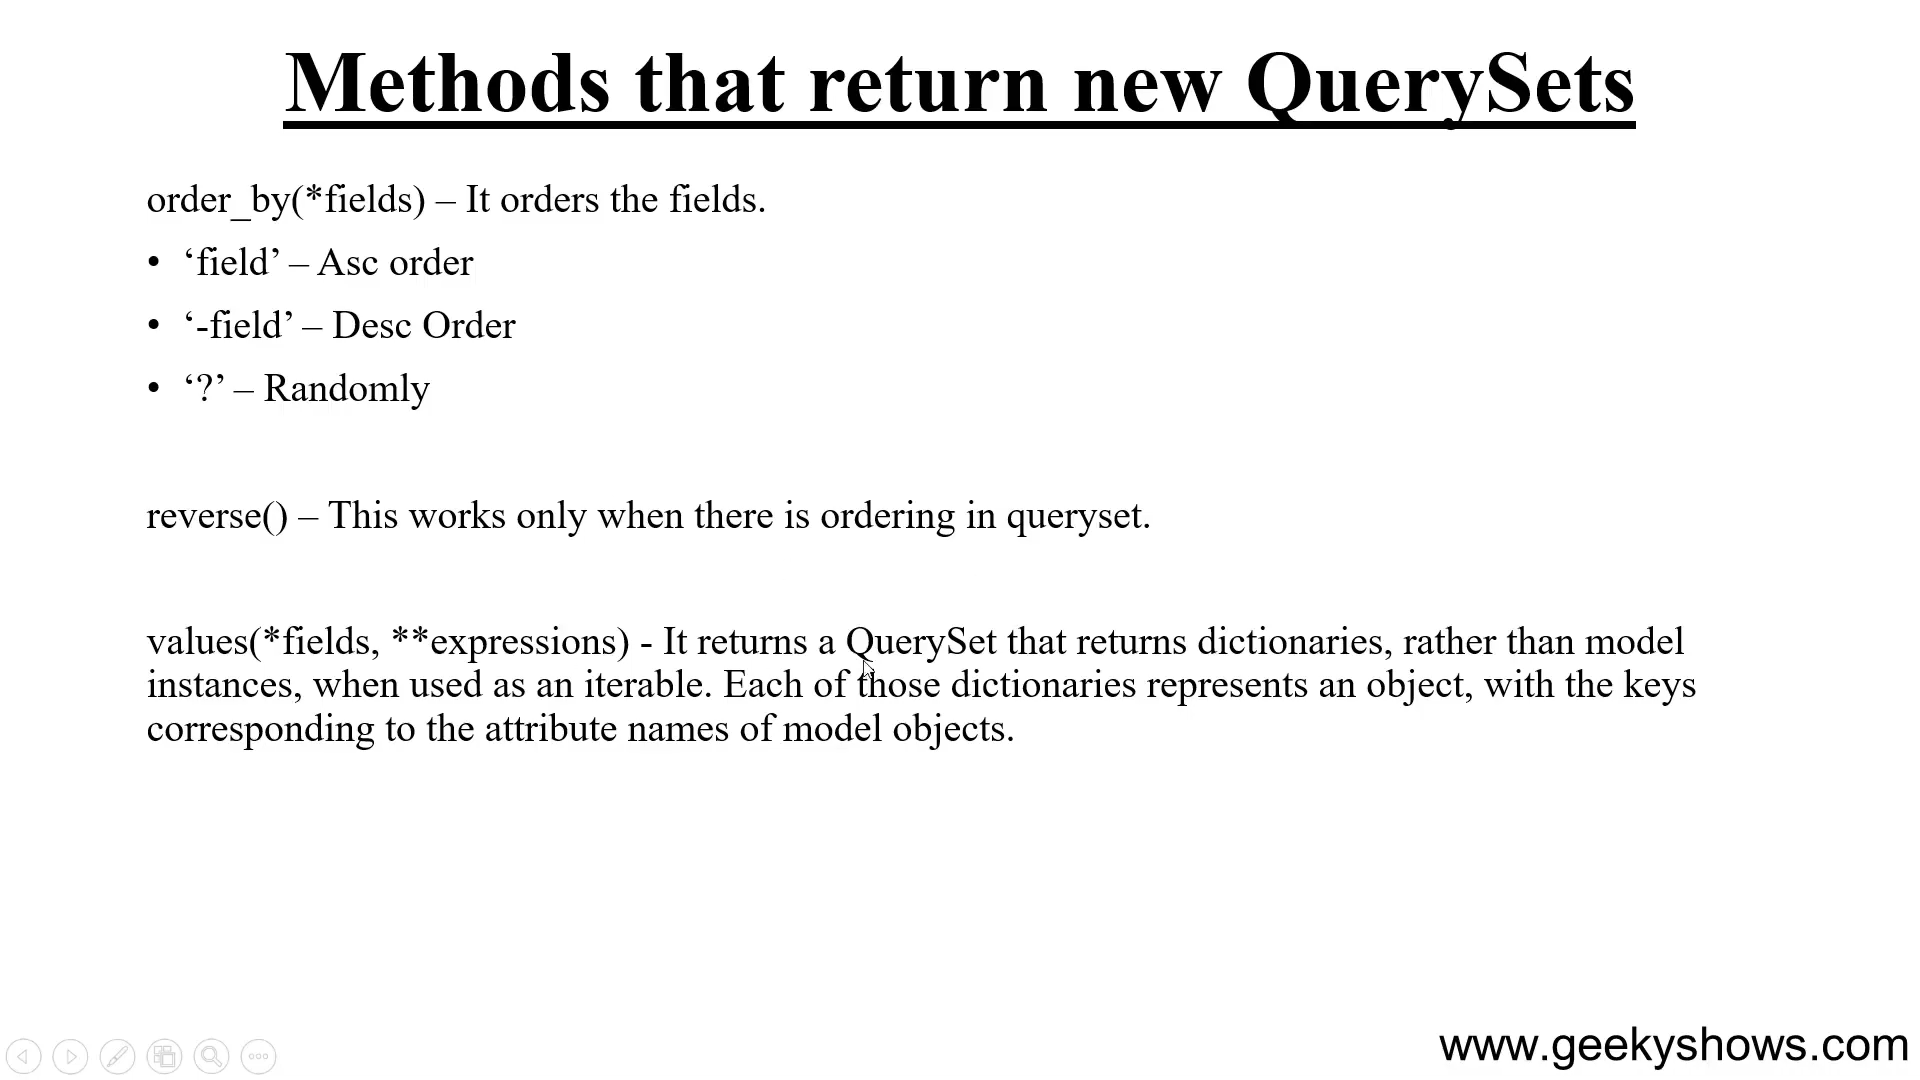 Methods that return new QuerySets
order_by(*fields) – It orders the fields.
• ‘field’ – Asc order
• ‘-field’ – Desc Order
• ‘?’ – Randomly
reverse() – This works only when there is ordering in queryset.
values(*fields, **expressions) - It returns a QuerySet that returns dictionaries, rather than model
instances, when used as an iterable. Each of those dictionaries represents an object, with the keys
corresponding to the attribute names of model objects.
www.geekyshows.com